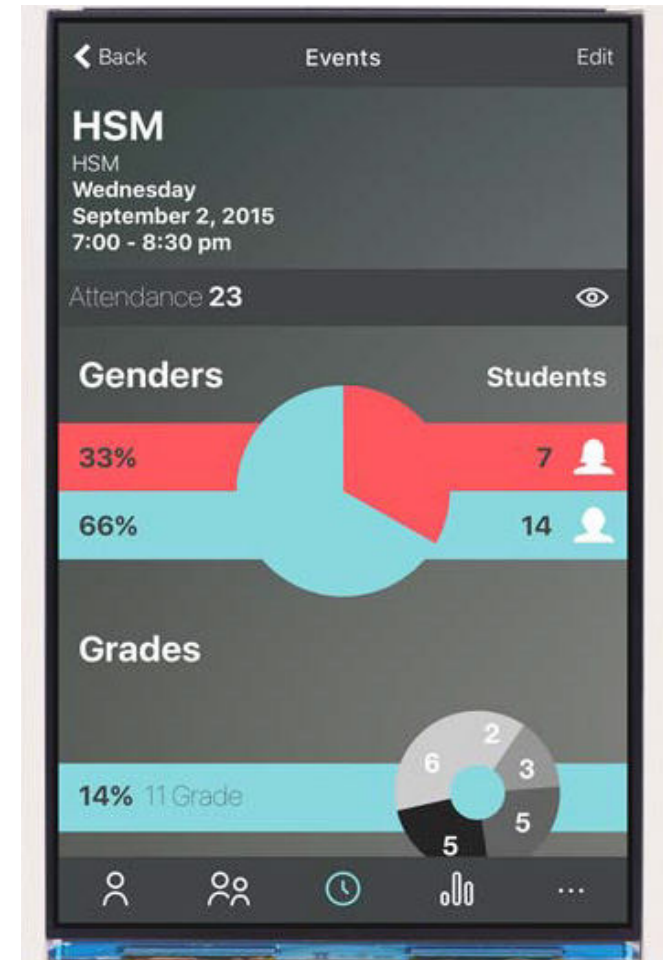 Back Events Edit
HSM
HSM
Wednesday
September 2, 2015
7:00 - 8:30 pm
Attendance 23
Genders Students
33% 7
66% 14
Grades
2
6 3
14% 11 Grade
5
5
...